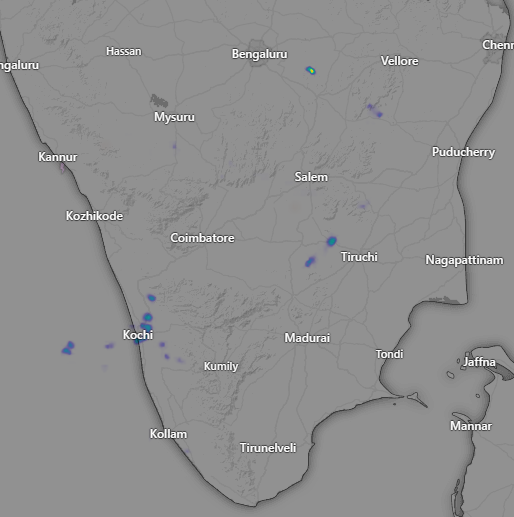 Chenn
Hassan
Bengaluru
Vellore
ngaluru
Mysuru
Kannur
Puducherry
Salem
Kozhikode
Coimbatore
Tiruchi
Nagapattinam
Kochi
Madurai
Tondi
Kumily
Jaffna
Mannar
Kollam
Tirunelveli